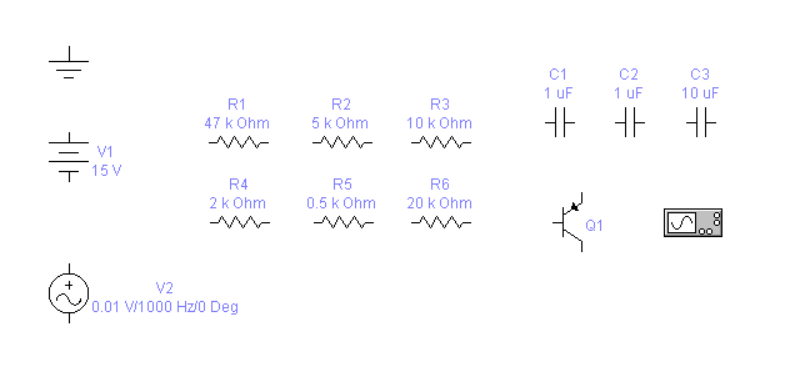 C1
1 uF
C2
1 uF
C3
10 uF
R1
47 k Ohm
R2
5 k Ohm
R3
10 k Ohm
V1
15 V
R4
2 k Ohm
R5
0.5 k Ohm
R6
20 k Ohm
Q1
V2
0.01 V/1000 Hz/0 Deg